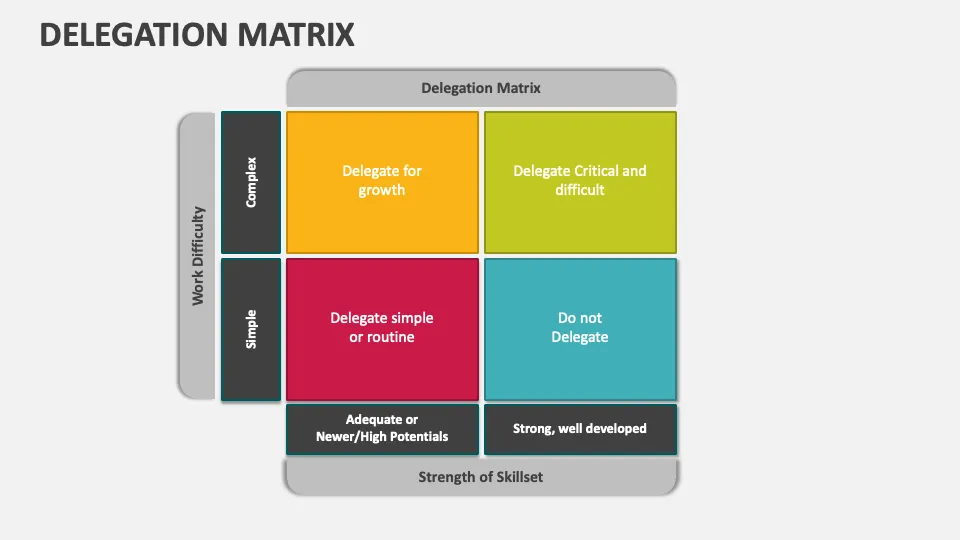 DELEGATION MATRIX
Delegation Matrix
Work Difficulty
Complex
Delegate for
growth
Delegate Critical and
difficult
Simple
Delegate simple
or routine
Do not
Delegate
Adequate or
Newer/High Potentials
Strong, well developed
Strength of Skillset